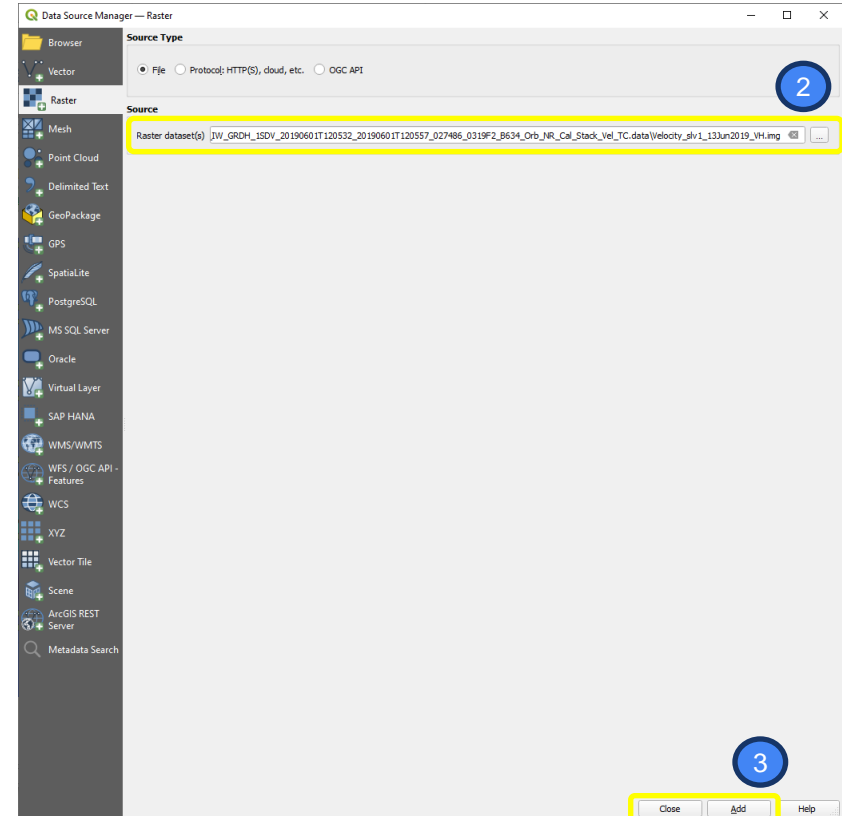 Data Source Manager — Raster
Browser
Vector
Raster
Mesh
Point Cloud
Delimited Text
GeoPackage
GPS
SpatiaLite
PostgreSQL
MS SQL Server
Oracle
Virtual Layer
SAP HANA
WMS/WMTS
WFS / OGC API -
Features
WCS
XYZ
Vector Tile
Scene
ArcGIS REST
Server
Metadata Search
Source Type
File Protocol: HTTP(S), cloud, etc. OGC API
2
Source
Raster dataset(s) IW_GRDH_1SDV_20190601T120532_20190601T120557_027486_0319F2_B634_Orb_NR_Cal_Stack_Vel_TC.data\Velocity_slv1_13Jun2019_VH.img ...
3
Close Add Help